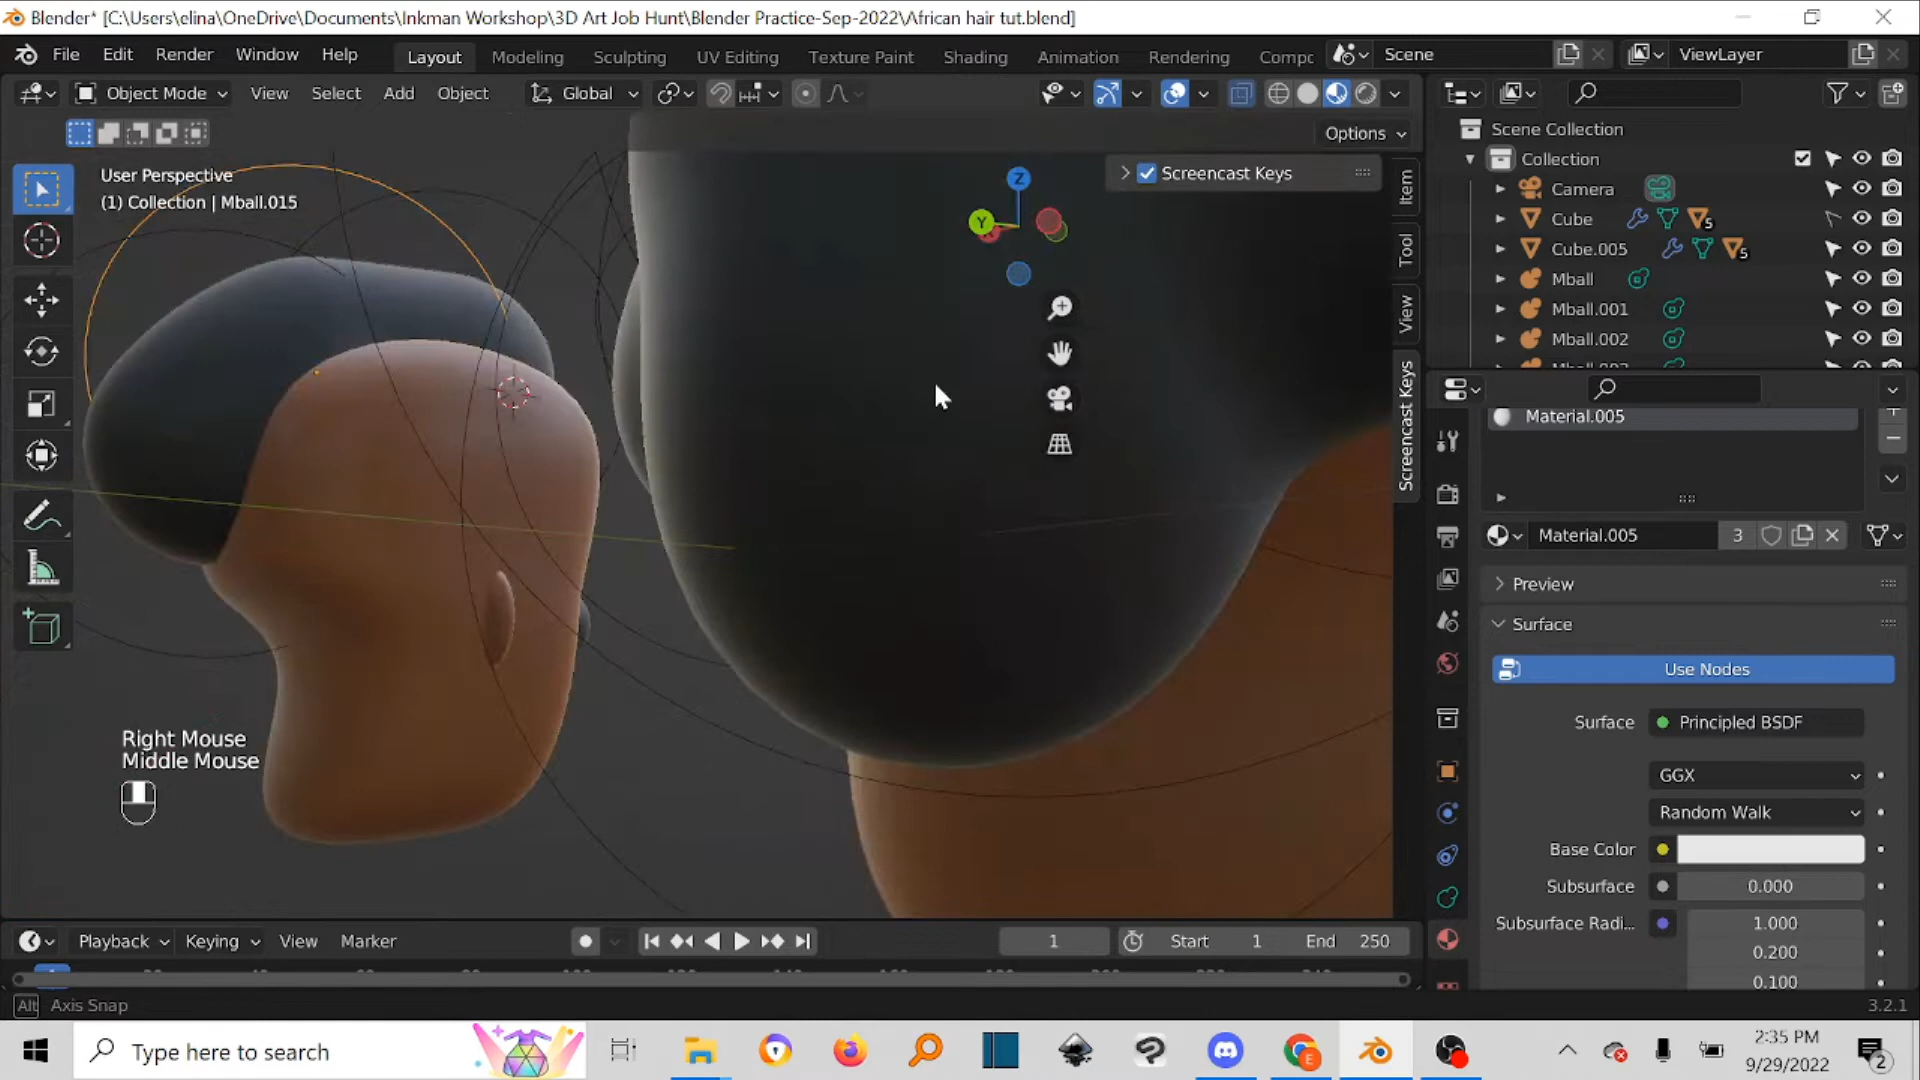 Blender* [C:\Users\elina\OneDrive\Documents\Inkman Workshop\3D Art Job Hunt\Blender Practice-Sep-2022\African hair tut.blend]
File Edit Render Window Help Layout Modeling Sculpting UV Editing Texture Paint Shading Animation Rendering Compc Scene ViewLayer
Object Mode View Select Add Object Global
Options
User Perspective
(1) Collection | Mball.015
Screencast Keys
Z
Y
Item
Tool
View
Screencast Keys
Right Mouse
Middle Mouse
Scene Collection
Collection
Camera
Cube 5
Cube.005 5
Mball
Mball.001
Mball.002
Material.005
Material.005 3
Preview
Surface
Use Nodes
Surface Principled BSDF
GGX
Random Walk
Base Color
Subsurface 0.000
Subsurface Radi... 1.000
0.200
0.100
Playback Keying View Marker 1 Start 1 End 250
Alt Axis Snap 3.2.1
Type here to search
2:35 PM
9/29/2022
2